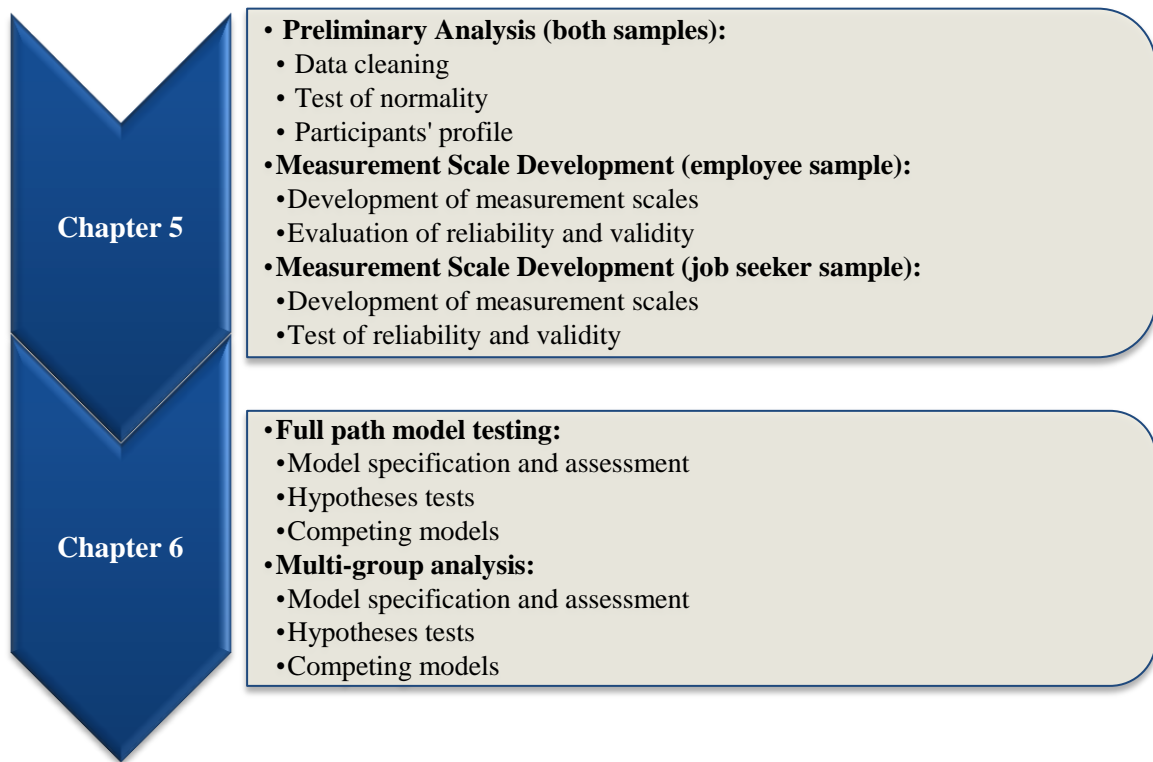 Chapter 5
• Preliminary Analysis (both samples):
• Data cleaning
• Test of normality
• Participants' profile
•Measurement Scale Development (employee sample):
•Development of measurement scales
•Evaluation of reliability and validity
•Measurement Scale Development (job seeker sample):
•Development of measurement scales
•Test of reliability and validity
Chapter 6
•Full path model testing:
•Model specification and assessment
•Hypotheses tests
•Competing models
•Multi-group analysis:
•Model specification and assessment
•Hypotheses tests
•Competing models